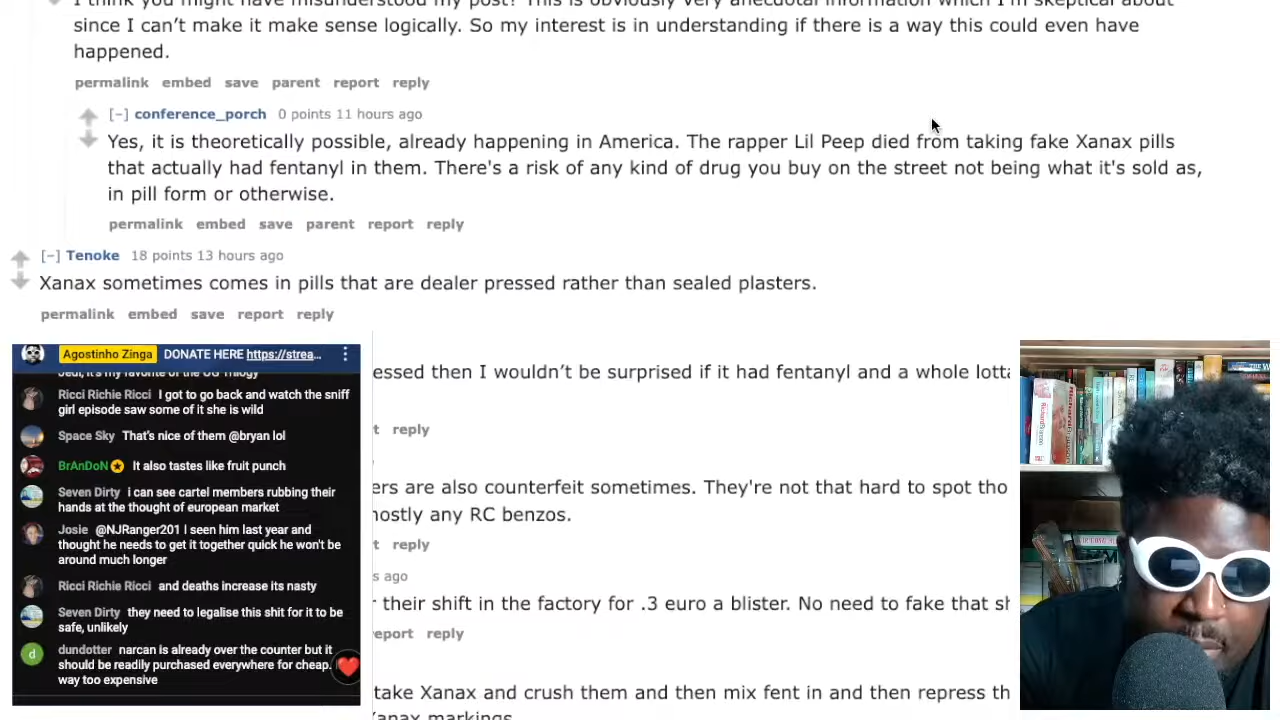 I think you might have misunderstood my post? This is obviously very anecdotal information which I'm skeptical about
since I can't make it make sense logically. So my interest is in understanding if there is a way this could even have
happened.
permalink embed save parent report reply
[–] conference_porch 0 points 11 hours ago
Yes, it is theoretically possible, already happening in America. The rapper Lil Peep died from taking fake Xanax pills
that actually had fentanyl in them. There's a risk of any kind of drug you buy on the street not being what it's sold as,
in pill form or otherwise.
permalink embed save parent report reply
[–] Tenoke 18 points 13 hours ago
Xanax sometimes comes in pills that are dealer pressed rather than sealed plasters.
permalink embed save report reply
essed then I wouldn't be surprised if it had fentanyl and a whole lotta
t reply
ers are also counterfeit sometimes. They're not that hard to spot tho
nostly any RC benzos.
t reply
s ago
r their shift in the factory for .3 euro a blister. No need to fake that sh
report reply
take Xanax and crush them and then mix fent in and then repress th
Xanax markings.
Agostinho Zinga DONATE HERE https://strea...
Jedi, it's my favorite of the OG Trilogy
Ricci Richie Ricci I got to go back and watch the sniff
girl episode saw some of it she is wild
Space Sky That's nice of them @bryan lol
BrAnDoN It also tastes like fruit punch
Seven Dirty i can see cartel members rubbing their
hands at the thought of european market
Josie @NJRanger201 I seen him last year and
thought he needs to get it together quick he won't be
around much longer
Ricci Richie Ricci and deaths increase its nasty
Seven Dirty they need to legalise this shit for it to be
safe, unlikely
d
dundotter narcan is already over the counter but it
should be readily purchased everywhere for cheap.
way too expensive